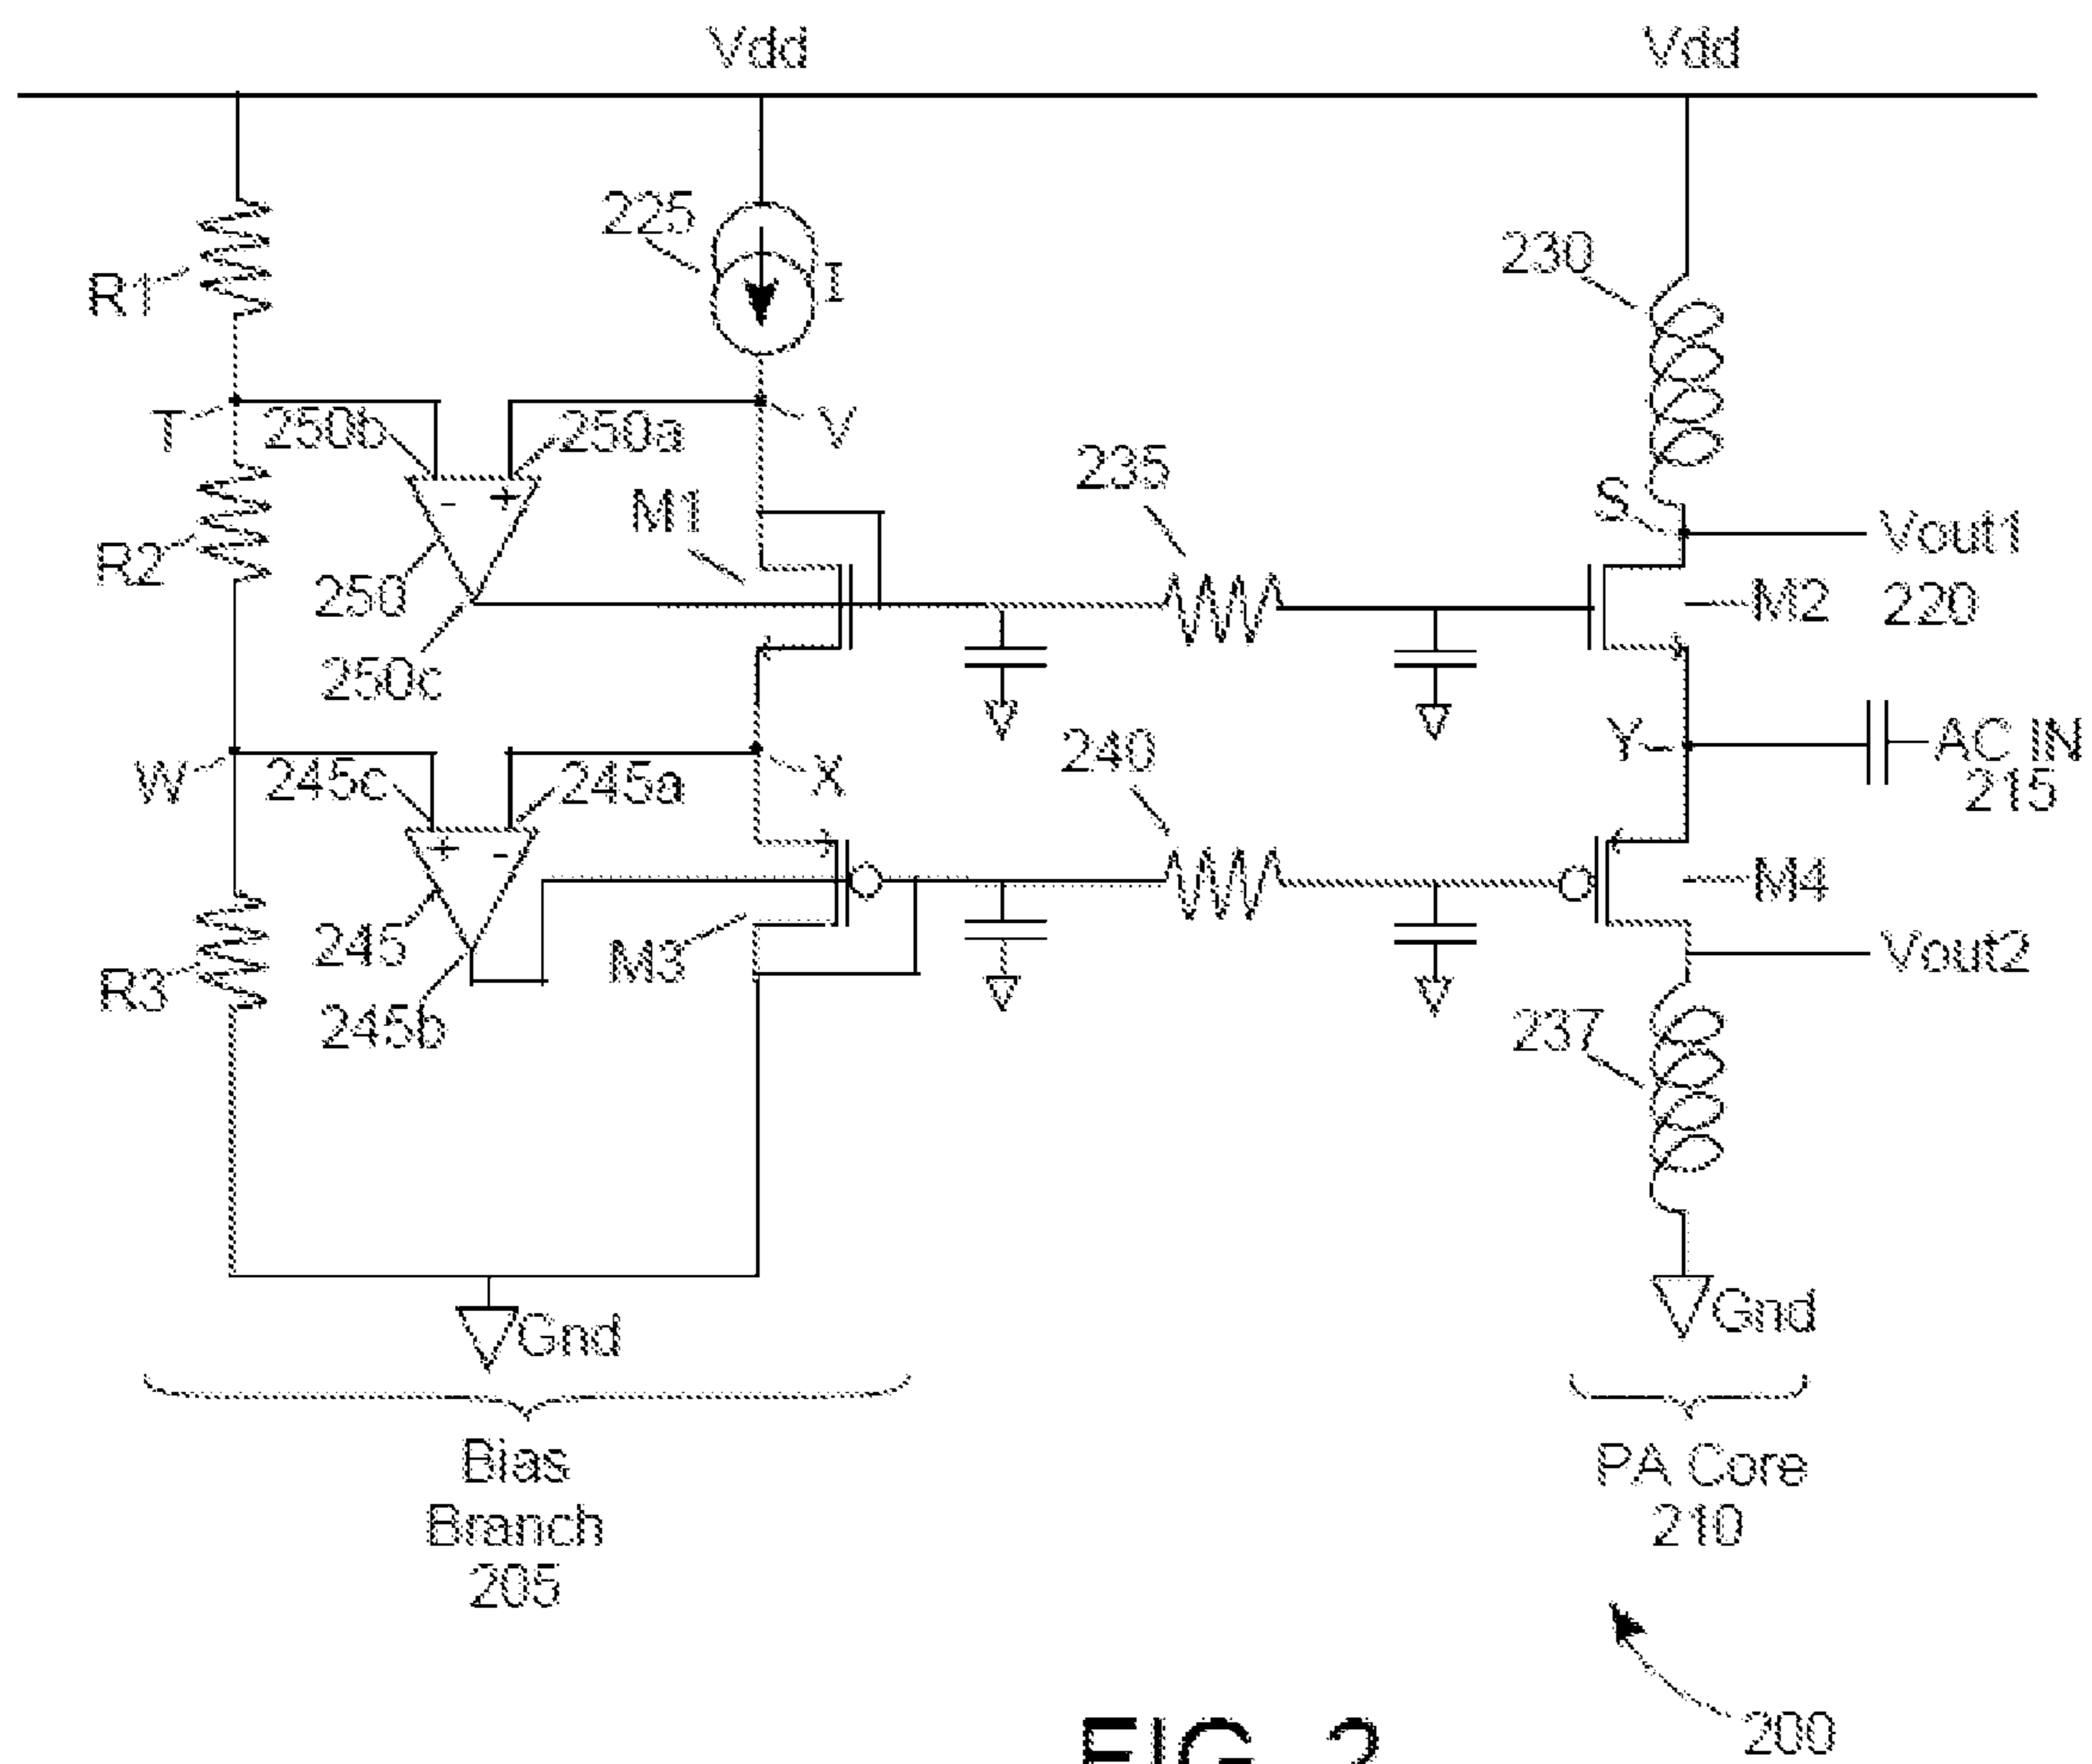 Vdd
Vdd
225
I
R1
230
T
250b
250a
V
235
M1
S
Vout1
R2
250
M2
220
250c
Y
AC IN
215
W
245c
245a
X
240
M4
245
M3
Vout2
R3
245b
237
Gnd
Gnd
Bias
Branch
205
PA Core
210
200
FIG. 2